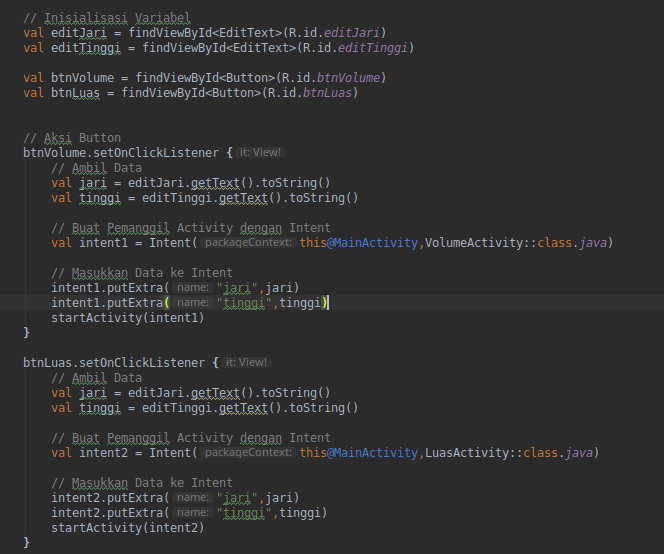 // Inisialisasi Variabel
val editJari = findViewById<EditText>(R.id.editJari)
val editTinggi = findViewById<EditText>(R.id.editTinggi)
val btnVolume = findViewById<Button>(R.id.btnVolume)
val btnLuas = findViewById<Button>(R.id.btnLuas)
// Aksi Button
btnVolume.setOnClickListener { it: View!
// Ambil Data
val jari = editJari.getText().toString()
val tinggi = editTinggi.getText().toString()
// Buat Pemanggil Activity dengan Intent
val intent1 = Intent( packageContext: this@MainActivity,VolumeActivity::class.java)
// Masukkan Data ke Intent
intent1.putExtra( name: "jari",jari)
intent1.putExtra( name: "tinggi",tinggi)
startActivity(intent1)
}
btnLuas.setOnClickListener { it: View!
// Ambil Data
val jari = editJari.getText().toString()
val tinggi = editTinggi.getText().toString()
// Buat Pemanggil Activity dengan Intent
val intent2 = Intent( packageContext: this@MainActivity,LuasActivity::class.java)
// Masukkan Data ke Intent
intent2.putExtra( name: "jari",jari)
intent2.putExtra( name: "tinggi",tinggi)
startActivity(intent2)
}